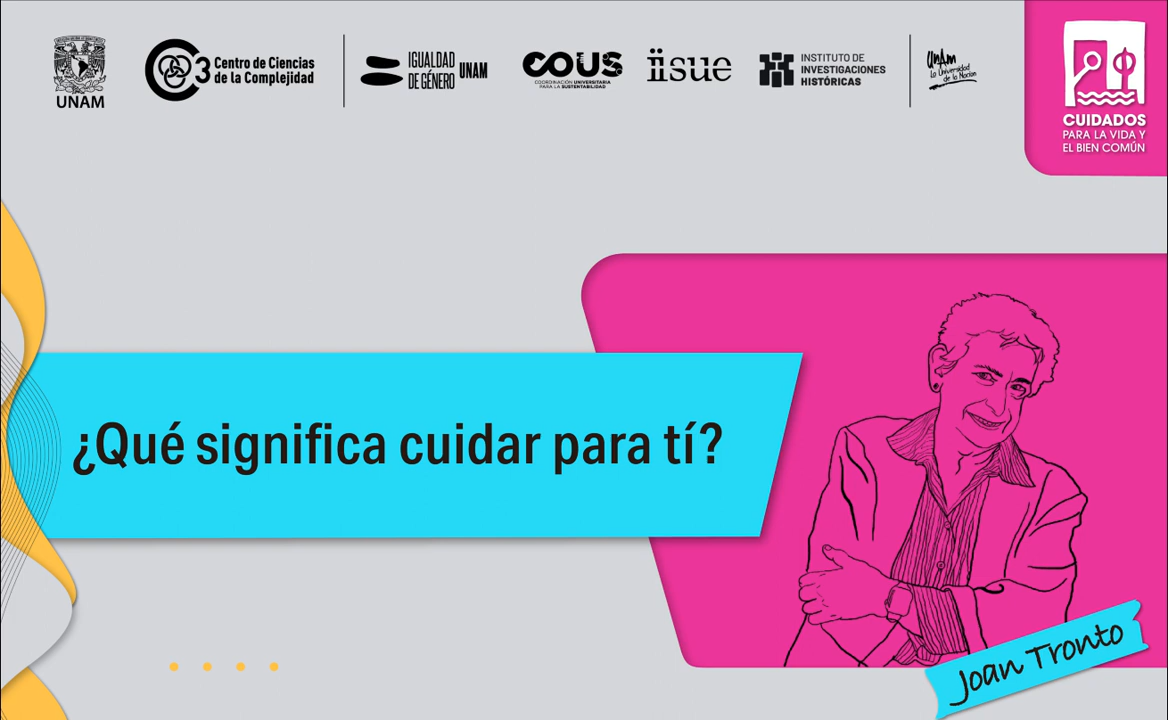 UNAM
C3 Centro de Ciencias
de la Complejidad
IGUALDAD
DE GÉNERO UNAM
COUS
COORDINACIÓN UNIVERSITARIA
PARA LA SUSTENTABILIDAD
iisue
INSTITUTO DE
INVESTIGACIONES
HISTÓRICAS
UNAM
La Universidad
de la Nación
CUIDADOS
PARA LA VIDA Y
EL BIEN COMÚN
¿Qué significa cuidar para tí?
Joan Tronto